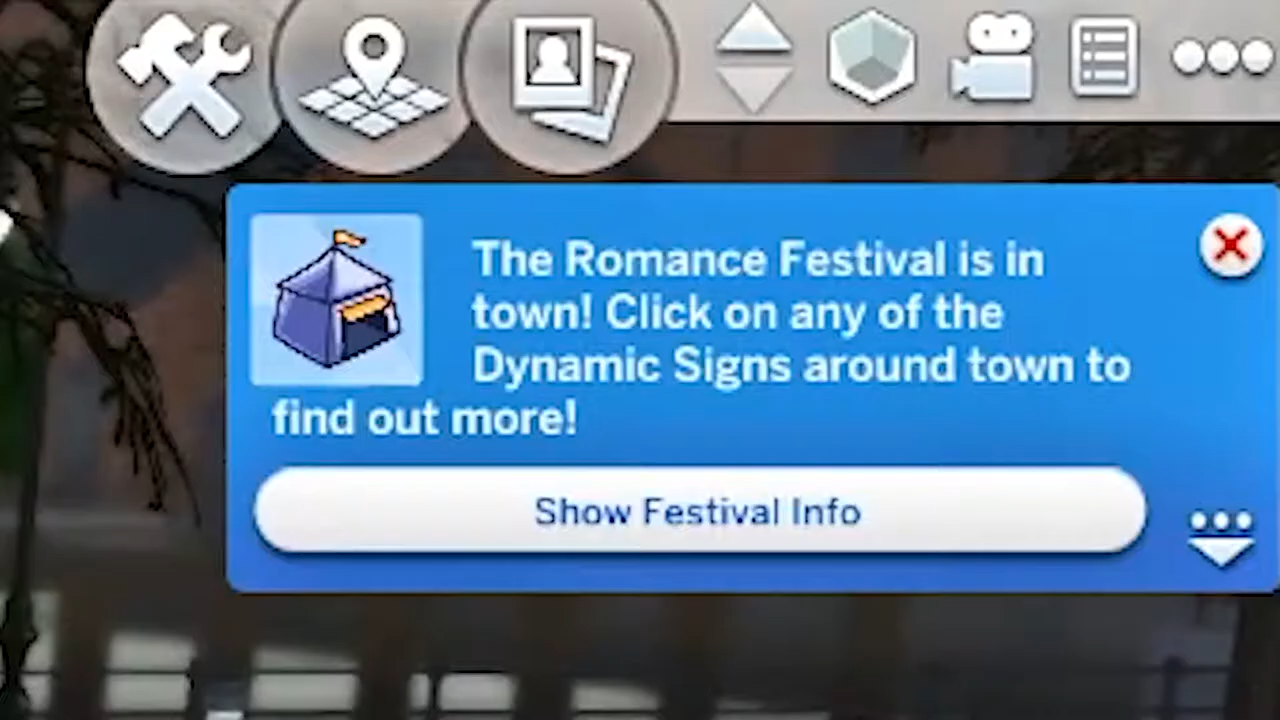 The Romance Festival is in
town! Click on any of the
Dynamic Signs around town to
find out more!
Show Festival Info